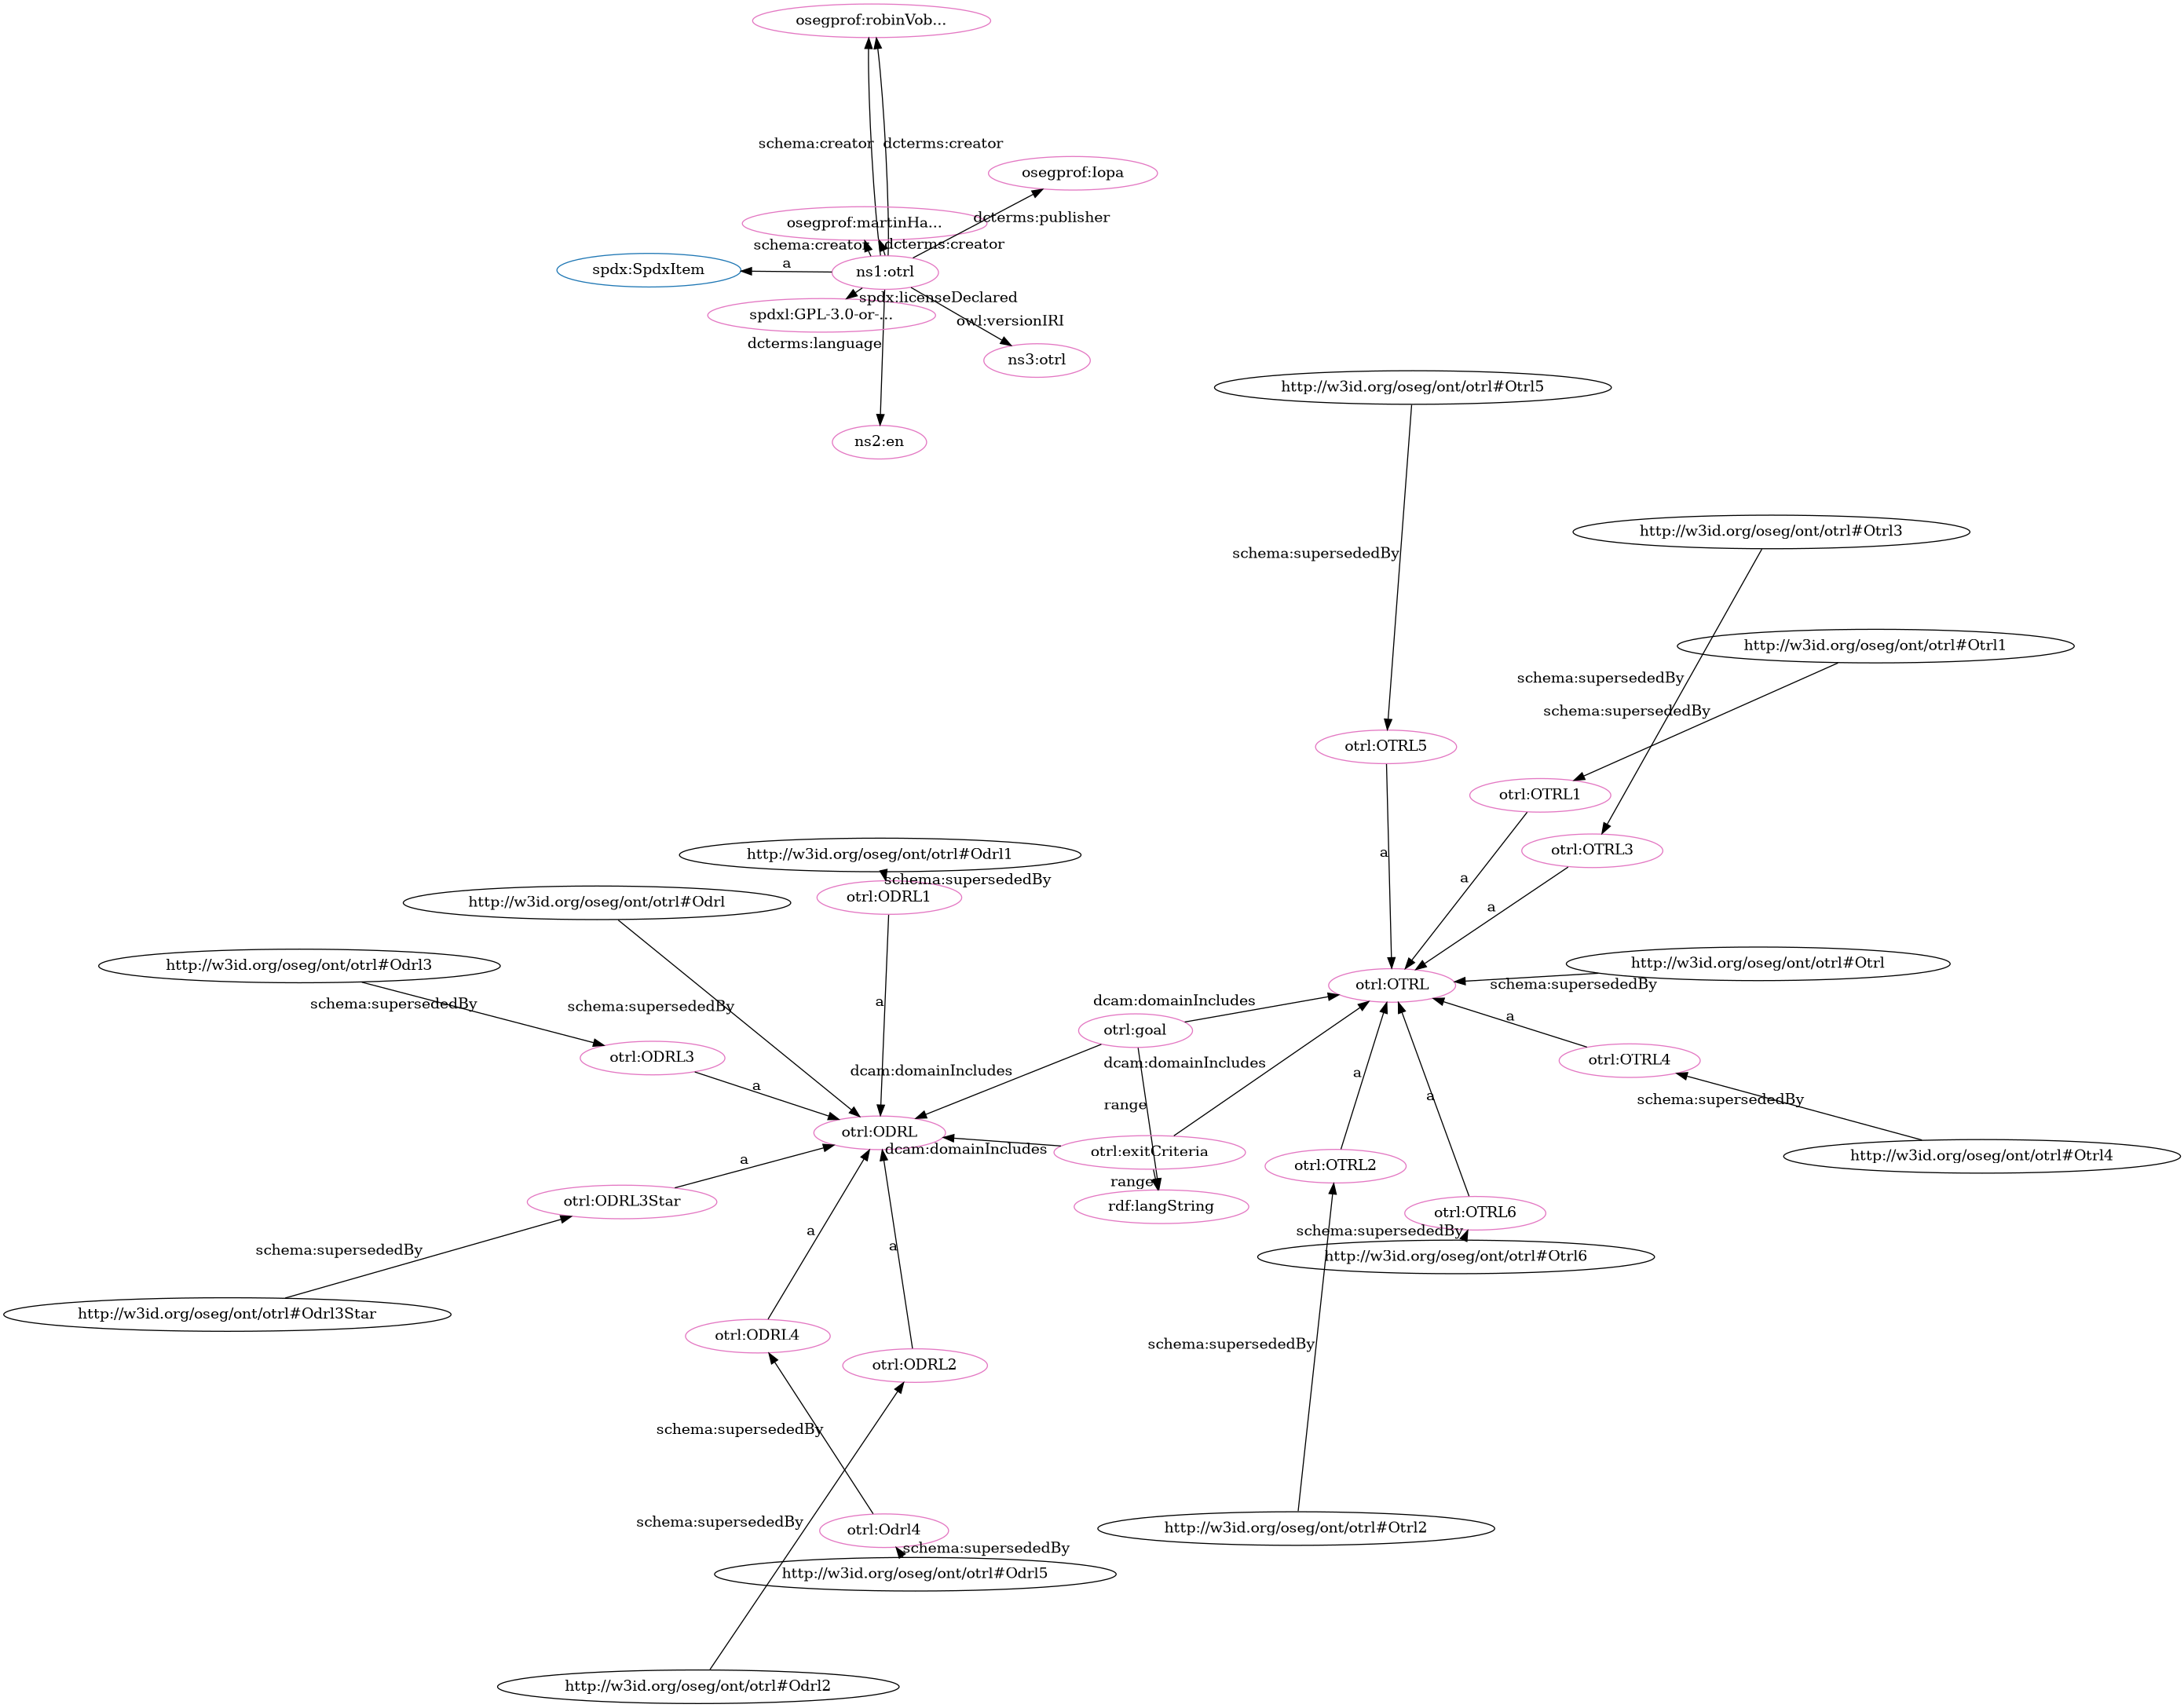 osegprof:robinVob...
schema:creator
dcterms:creator
osegprof:Iopa
dcterms:publisher
osegprof:martinHa...
schema:creator
dcterms:creator
spdx:SpdxItem
a
ns1:otrl
spdx:licenseDeclared
spdxl:GPL-3.0-or-...
owl:versionIRI
dcterms:language
ns3:otrl
ns2:en
http://w3id.org/oseg/ont/otrl#Otrl5
http://w3id.org/oseg/ont/otrl#Otrl3
schema:supersededBy
http://w3id.org/oseg/ont/otrl#Otrl1
schema:supersededBy
schema:supersededBy
otrl:OTRL5
otrl:OTRL1
otrl:OTRL3
a
a
a
http://w3id.org/oseg/ont/otrl#Odrl1
schema:supersededBy
otrl:ODRL1
http://w3id.org/oseg/ont/otrl#Odrl
http://w3id.org/oseg/ont/otrl#Odrl3
http://w3id.org/oseg/ont/otrl#Otrl
otrl:OTRL
schema:supersededBy
schema:supersededBy
schema:supersededBy
a
dcam:domainIncludes
a
otrl:goal
otrl:ODRL3
otrl:OTRL4
dcam:domainIncludes
dcam:domainIncludes
a
a
schema:supersededBy
range
a
otrl:ODRL
dcam:domainIncludes
otrl:exitCriteria
http://w3id.org/oseg/ont/otrl#Otrl4
a
otrl:OTRL2
range
otrl:ODRL3Star
rdf:langString
otrl:OTRL6
a
schema:supersededBy
a
schema:supersededBy
http://w3id.org/oseg/ont/otrl#Otrl6
http://w3id.org/oseg/ont/otrl#Odrl3Star
otrl:ODRL4
schema:supersededBy
otrl:ODRL2
schema:supersededBy
schema:supersededBy
otrl:Odrl4
http://w3id.org/oseg/ont/otrl#Otrl2
schema:supersededBy
http://w3id.org/oseg/ont/otrl#Odrl5
http://w3id.org/oseg/ont/otrl#Odrl2